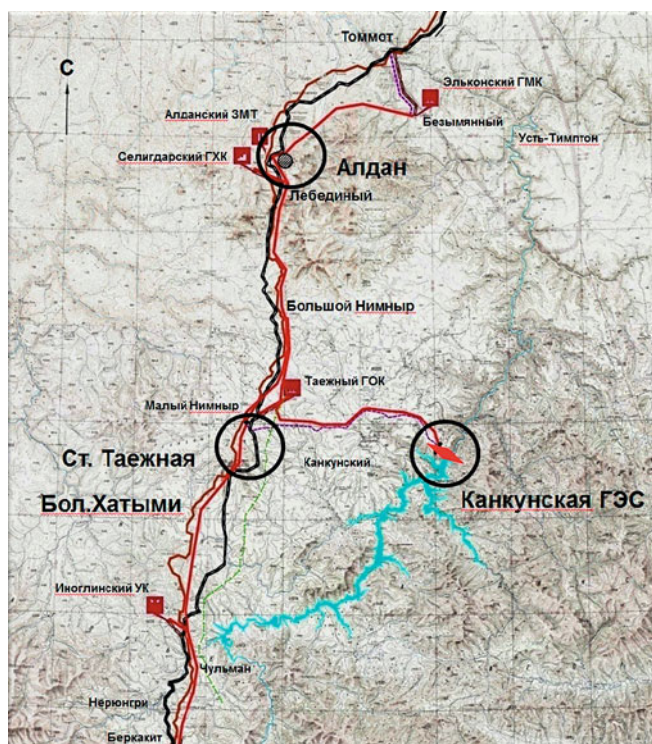 Томмот
С
Эльконский ГМК
Алданский ЗМТ
Безымянный
Усть-Тимптон
Селигдарский ГХК
Алдан
Лебединый
Большой Нимныр
Таежный ГОК
Малый Нимныр
Ст. Таежная
Канкунский
Канкунская ГЭС
Бол.Хатыми
Иноглинский УК
Чульман
Нерюнгри
Беркакит